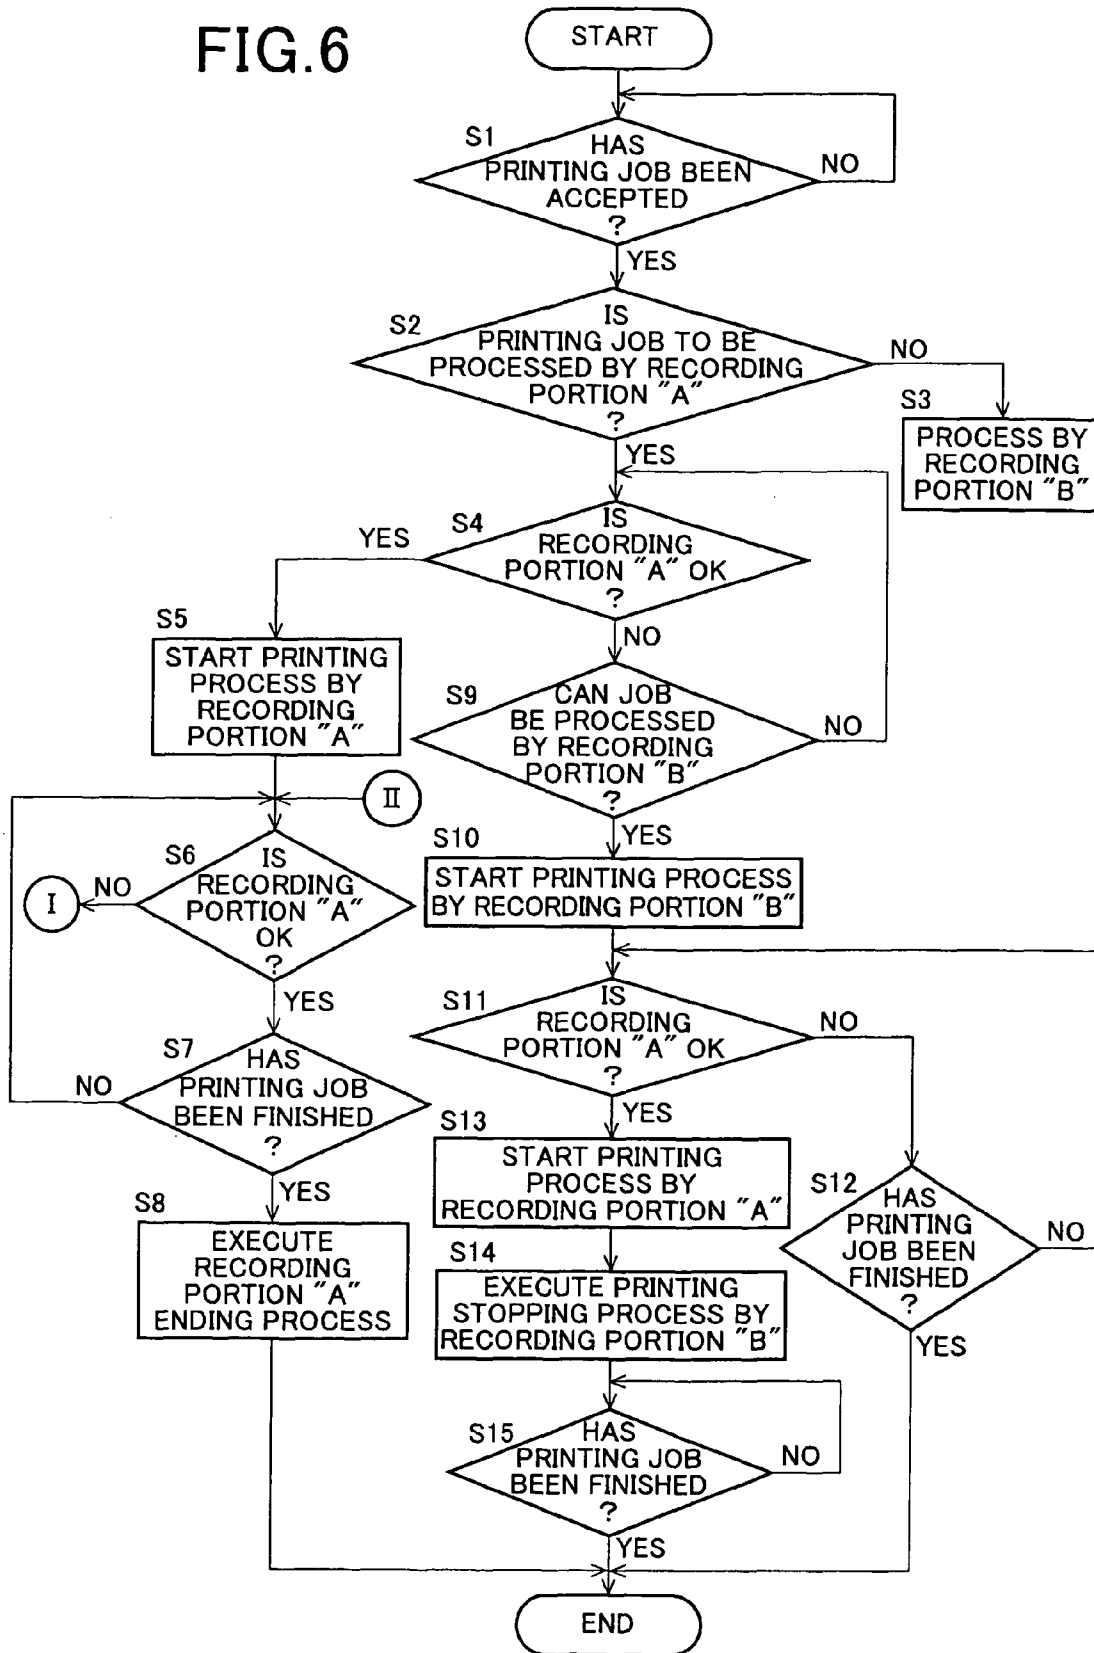 FIG.6
START
S1
HAS
PRINTING JOB BEEN
ACCEPTED
?
NO
YES
S2
IS
PRINTING JOB TO BE
PROCESSED BY RECORDING
PORTION "A"
?
NO
YES
S3
PROCESS BY
RECORDING
PORTION "B"
S4
IS
RECORDING
PORTION "A" OK
?
YES
NO
S5
START PRINTING
PROCESS BY
RECORDING
PORTION "A"
S9
CAN JOB
BE PROCESSED
BY RECORDING
PORTION "B"
?
NO
YES
II
S6
IS
RECORDING
PORTION "A"
OK
?
NO
I
YES
S10
START PRINTING PROCESS
BY RECORDING PORTION "B"
S7
HAS
PRINTING JOB
BEEN FINISHED
?
NO
YES
S11
IS
RECORDING
PORTION "A" OK
?
NO
YES
S8
EXECUTE
RECORDING
PORTION "A"
ENDING PROCESS
S13
START PRINTING
PROCESS BY
RECORDING PORTION "A"
S12
HAS
PRINTING
JOB BEEN
FINISHED
?
NO
YES
S14
EXECUTE PRINTING
STOPPING PROCESS BY
RECORDING PORTION "B"
S15
HAS
PRINTING JOB
BEEN FINISHED
?
NO
YES
END